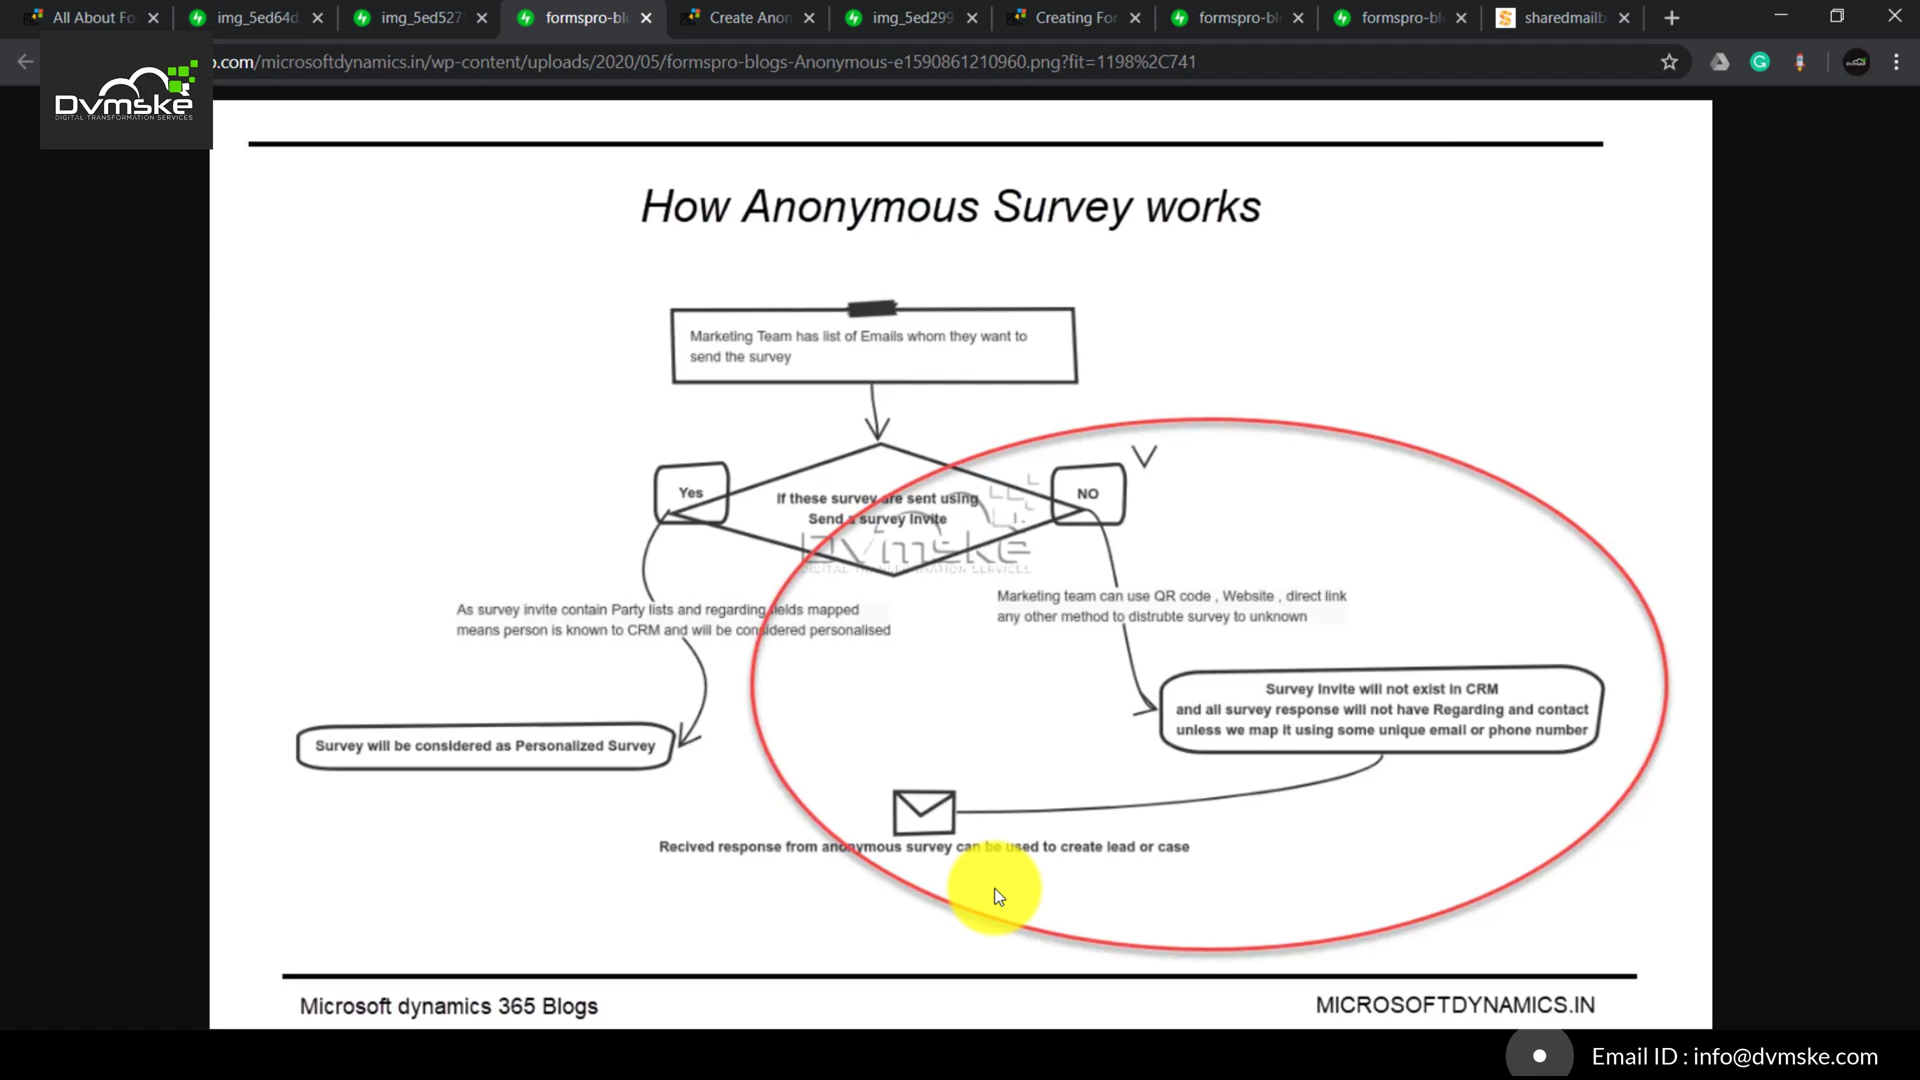 All About Fo
img_5ed64d
img_5ed527
formspro-bl
Create Anon
img_5ed299
Creating For
formspro-bl
formspro-bl
sharedmailb
p.com/microsoftdynamics.in/wp-content/uploads/2020/05/formspro-blogs-Anonymous-e1590861210960.png?fit=1198%2C741
Dvmske
DIGITAL TRANSFORMATION SERVICES
How Anonymous Survey works
Marketing Team has list of Emails whom they want to
send the survey
Yes
If these survey are sent using
Send a survey Invite
NO
Dvmske
DIGITAL TRANSFORMATION SERVICES
As survey invite contain Party lists and regarding fields mapped
means person is known to CRM and will be considered personalised
Marketing team can use QR code , Website , direct link
any other method to distrubte survey to unknown
Survey will be considered as Personalized Survey
Survey Invite will not exist in CRM
and all survey response will not have Regarding and contact
unless we map it using some unique email or phone number
Recived response from anonymous survey can be used to create lead or case
Microsoft dynamics 365 Blogs
MICROSOFTDYNAMICS.IN
Email ID : info@dvmske.com